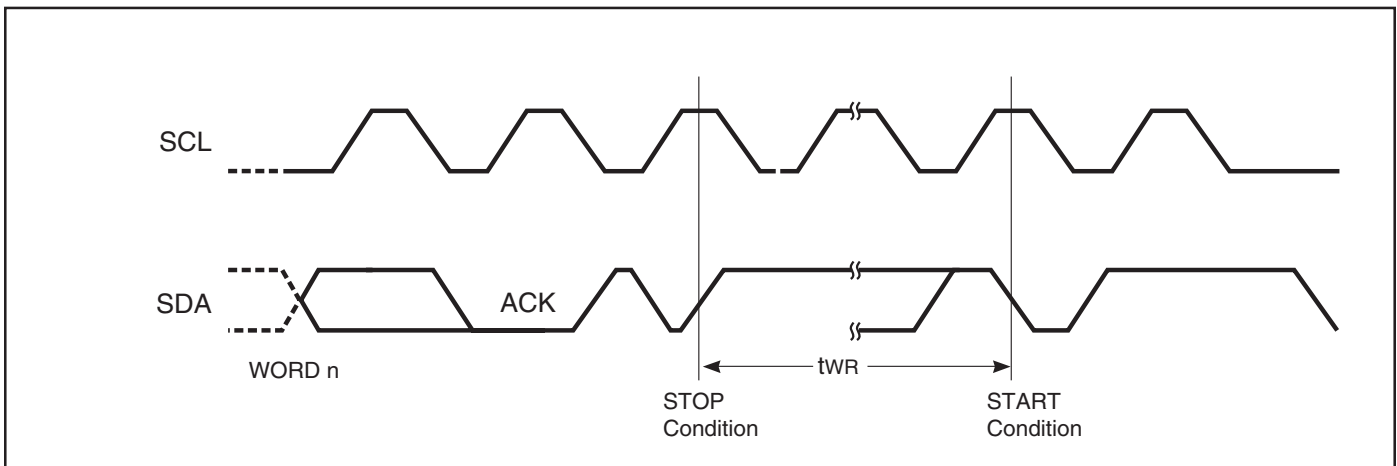 SCL
SDA
ACK
WORD n
tWR
STOP
Condition
START
Condition